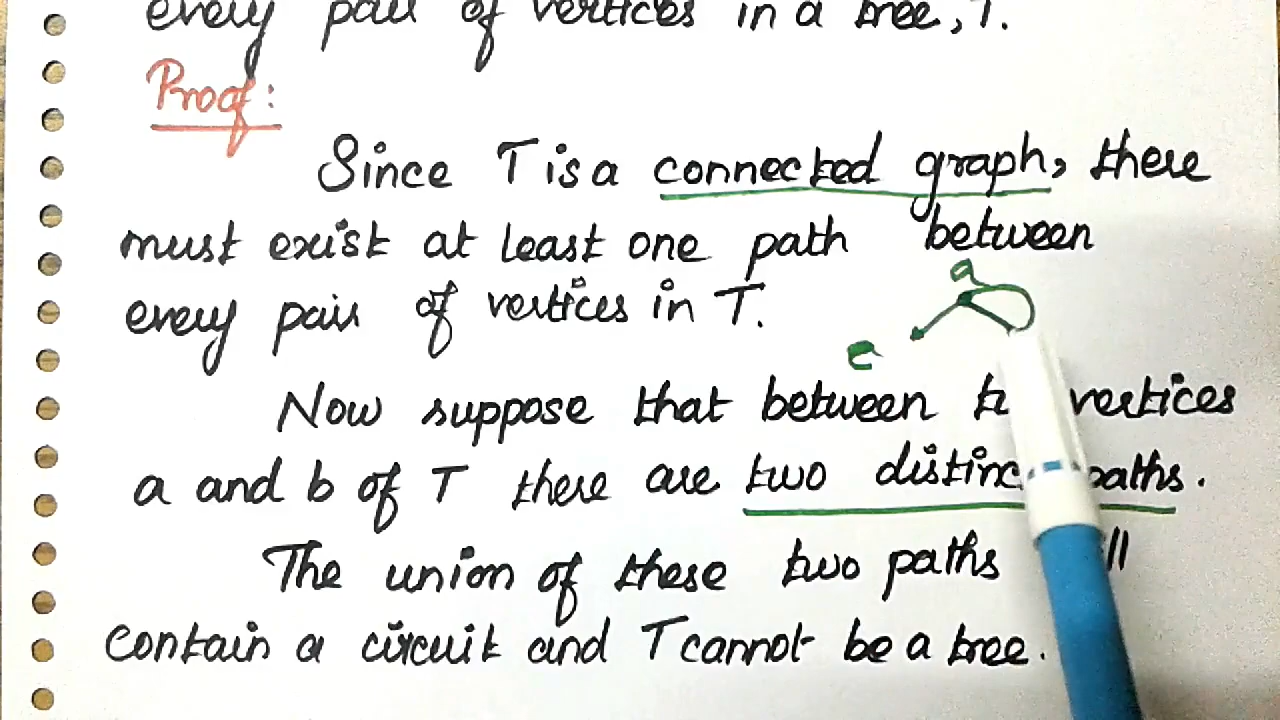 every pair of vertices in a tree, T.
Proof:
Since T is a connected graph, there
must exist at least one path between
a
every pair of vertices in T.
e
Now suppose that between vertices
a and b of T there are two distinc paths.
The union of these two paths
contain a circuit and T cannot be a tree.